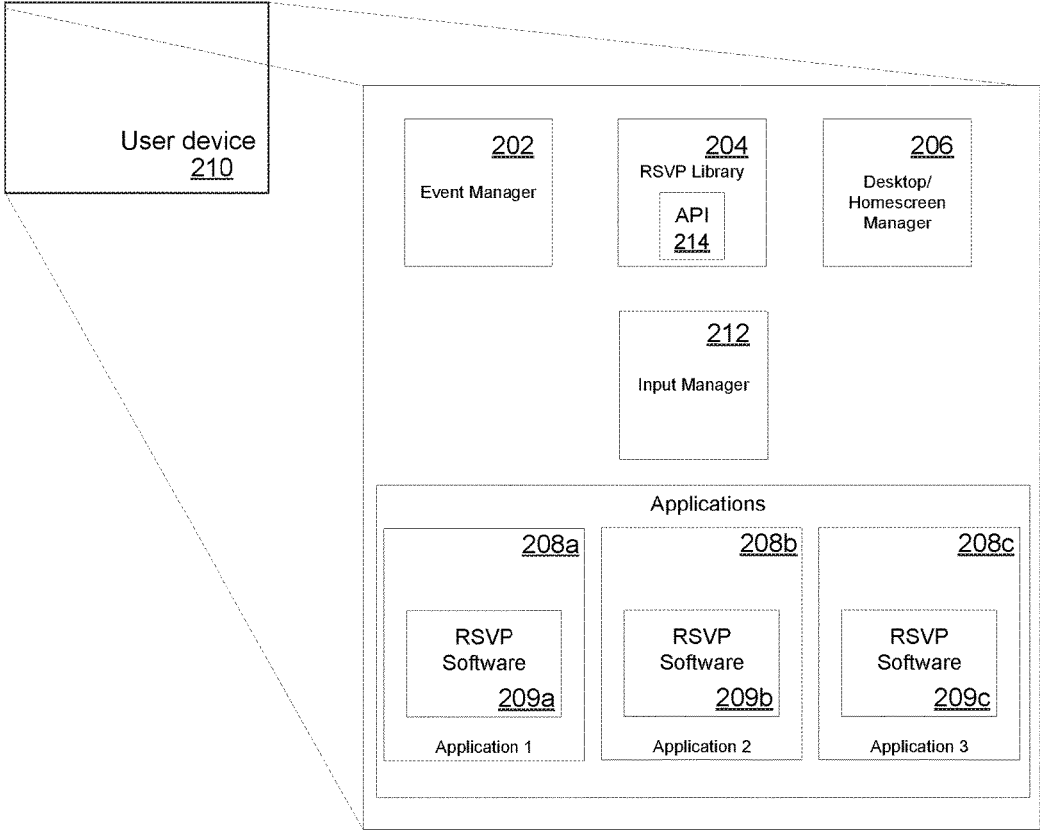 User device
210
202
Event Manager
204
RSVP Library
API
214
206
Desktop/
Homescreen
Manager
212
Input Manager
Applications
208a
RSVP
Software
209a
Application 1
208b
RSVP
Software
209b
Application 2
208c
RSVP
Software
209c
Application 3